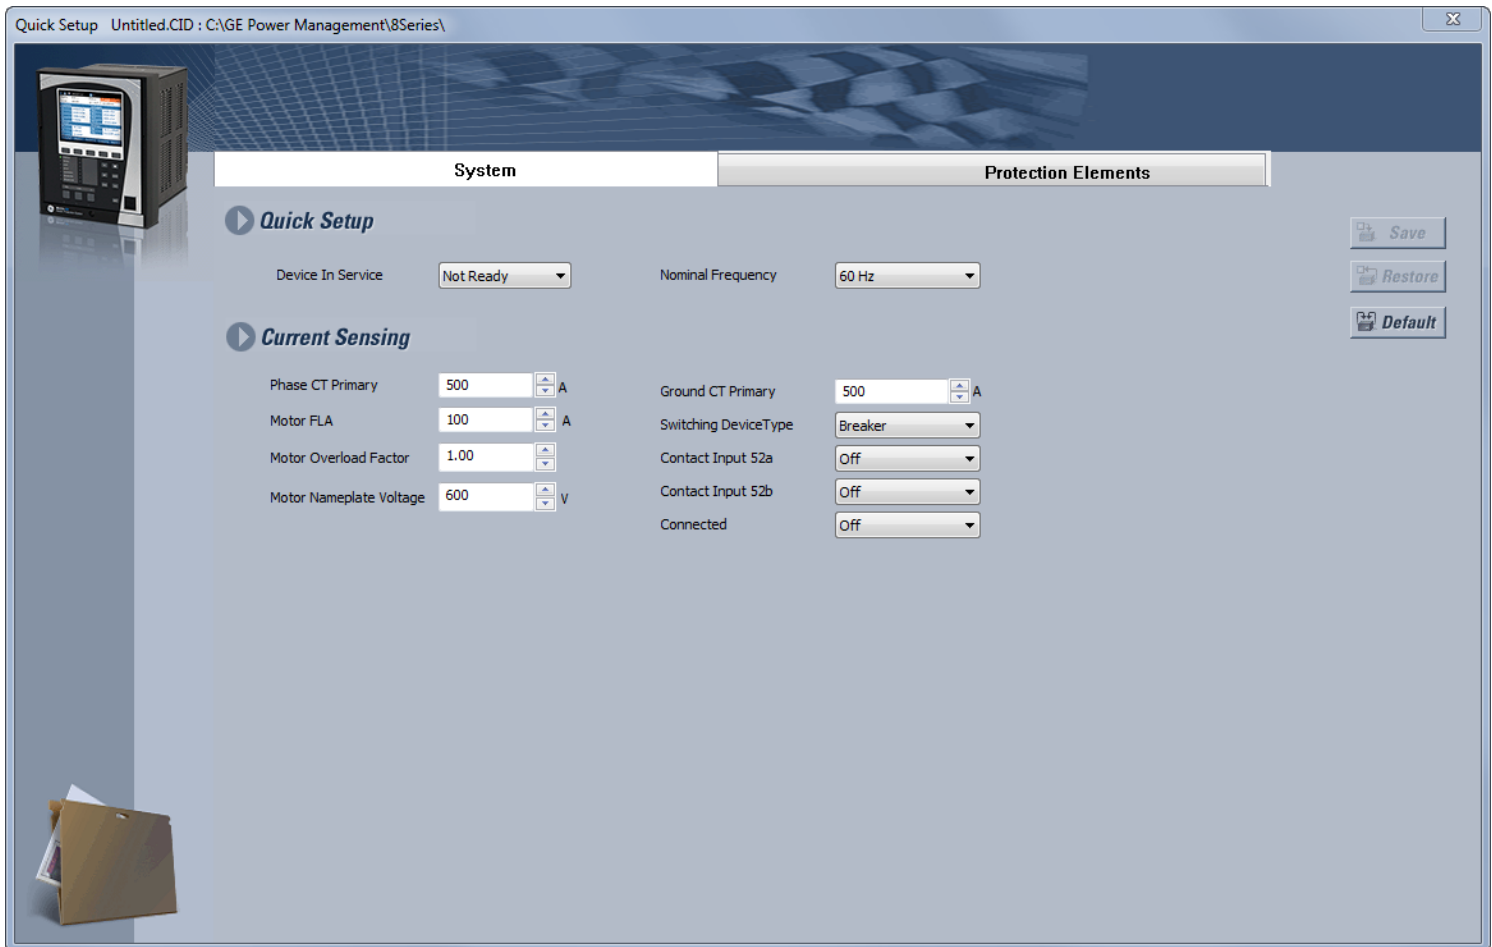 Quick Setup Untitled.CID : C:\GE Power Management\8Series\
System
Protection Elements
Quick Setup
Save
Device In Service
Not Ready
Nominal Frequency
60 Hz
Restore
Default
Current Sensing
Phase CT Primary
500
A
Ground CT Primary
500
A
Motor FLA
100
A
Switching DeviceType
Breaker
Motor Overload Factor
1.00
Contact Input 52a
Off
Motor Nameplate Voltage
600
V
Contact Input 52b
Off
Connected
Off